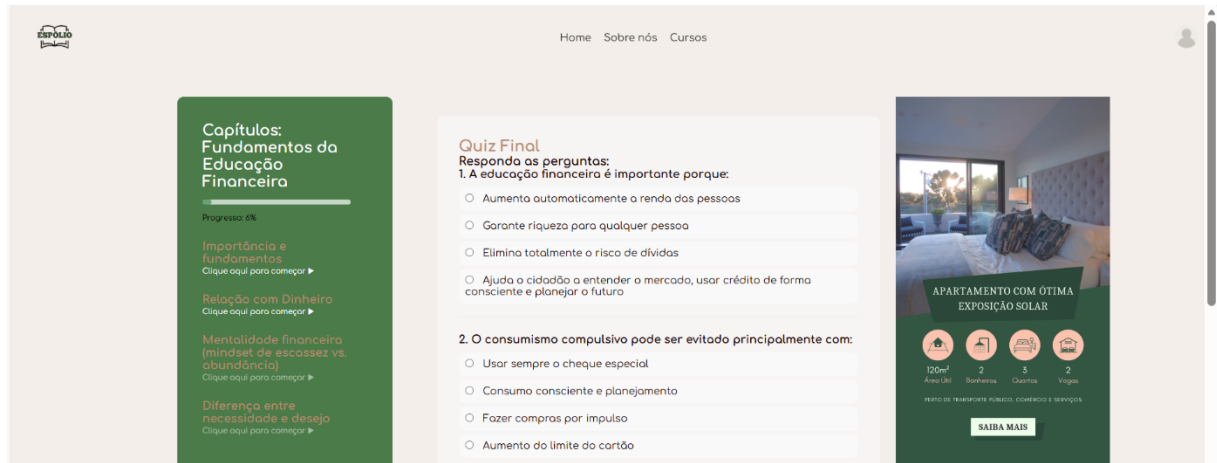 ESPÓLIO
Home Sobre nós Cursos
Capítulos:
Fundamentos da
Educação
Financeira
Progresso: 6%
Importância e
fundamentos
Clique aqui para começar ▶
Relação com Dinheiro
Clique aqui para começar ▶
Mentalidade financeira
(mindset de escassez vs.
abundância)
Clique aqui para começar ▶
Diferença entre
necessidade e desejo
Clique aqui para começar ▶
Quiz Final
Responda as perguntas:
1. A educação financeira é importante porque:
Aumenta automaticamente a renda das pessoas
Garante riqueza para qualquer pessoa
Elimina totalmente o risco de dívidas
Ajuda o cidadão a entender o mercado, usar crédito de forma
consciente e planejar o futuro
2. O consumismo compulsivo pode ser evitado principalmente com:
Usar sempre o cheque especial
Consumo consciente e planejamento
Fazer compras por impulso
Aumento do limite do cartão
APARTAMENTO COM ÓTIMA
EXPOSIÇÃO SOLAR
120m² 2 3 2
Área Útil Banheiros Quartos Vagas
PERTO DE TRANSPORTE PÚBLICO, COMÉRCIO E SERVIÇOS
SAIBA MAIS